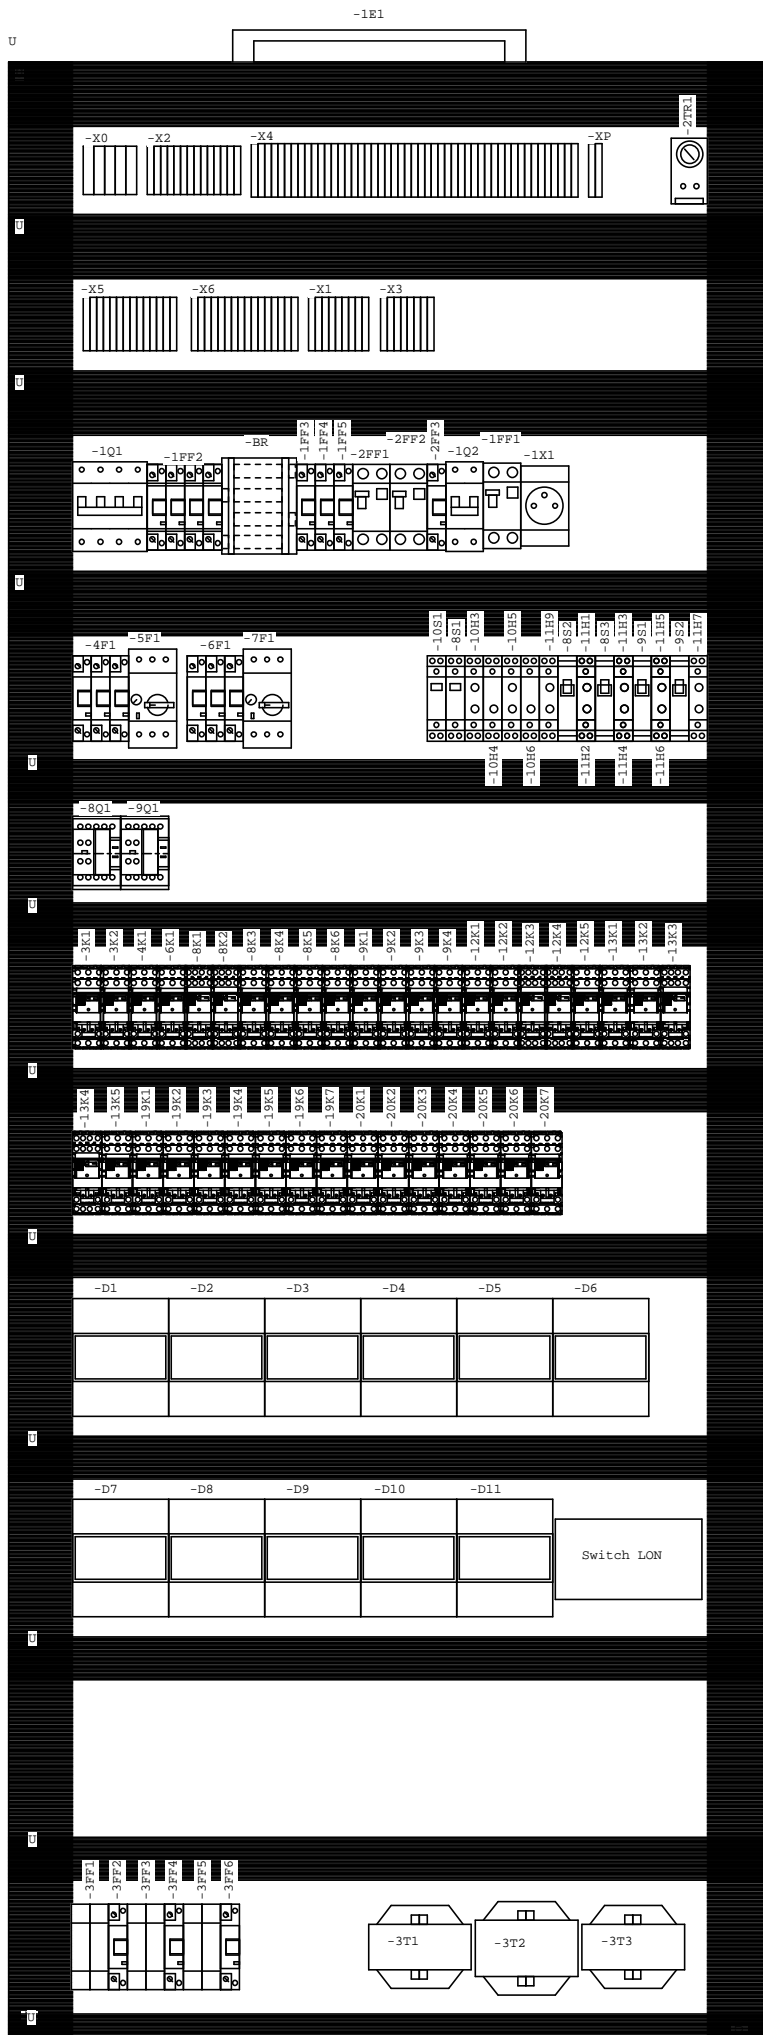 -1E1
U
-2TR1
-X0 -X2 -X4 -XP
U
-X5 -X6 -X1 -X3
U
-1Q1 -1FF2 -BR -1FF3 -1FF4 -1FF5 -2FF1 -2FF2 -2FF3 -1Q2 -1FF1 -1X1
U
-4F1 -5F1 -6F1 -7F1 -10S1 -8S1 -10H3 -10H5 -11H9 -8S2 -11H1 -8S3 -11H3 -9S1 -11H5 -9S2 -11H7
U
-10H4 -10H6 -11H2 -11H4 -11H6
-8Q1 -9Q1
U
-3K1 -3K2 -4K1 -6K1 -8K1 -8K2 -8K3 -8K4 -8K5 -8K6 -9K1 -9K2 -9K3 -9K4 -12K1 -12K2 -12K3 -12K4 -12K5 -13K1 -13K2 -13K3
U
-13K4 -13K5 -19K1 -19K2 -19K3 -19K4 -19K5 -19K6 -19K7 -20K1 -20K2 -20K3 -20K4 -20K5 -20K6 -20K7
U
-D1 -D2 -D3 -D4 -D5 -D6
U
-D7 -D8 -D9 -D10 -D11
Switch LON
U
U
-3FF1 -3FF2 -3FF3 -3FF4 -3FF5 -3FF6
-3T1 -3T2 -3T3
U